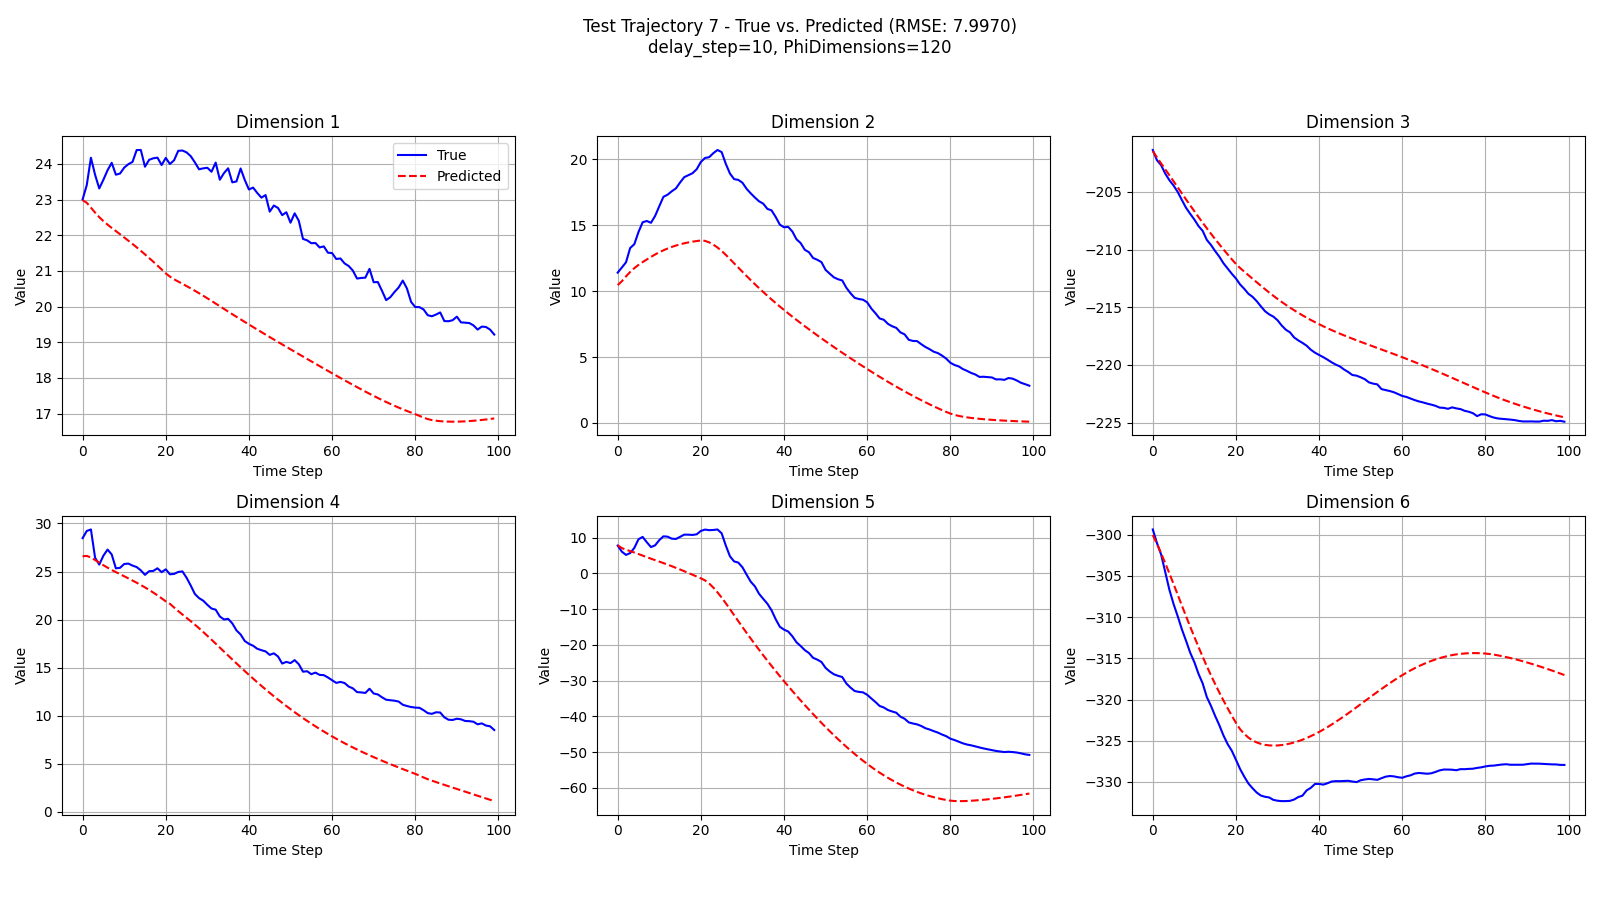 Test Trajectory 7 - True vs. Predicted (RMSE: 7.9970)
delay_step=10, PhiDimensions=120
Dimension 1
24
23
22
21
20
19
18
17
Value
0 20 40 60 80 100
Time Step
True
Predicted
Dimension 2
20
15
10
5
0
Value
0 20 40 60 80 100
Time Step
Dimension 3
−205
−210
−215
−220
−225
Value
0 20 40 60 80 100
Time Step
Dimension 4
30
25
20
15
10
5
0
Value
0 20 40 60 80 100
Time Step
Dimension 5
10
0
−10
−20
−30
−40
−50
−60
Value
0 20 40 60 80 100
Time Step
Dimension 6
−300
−305
−310
−315
−320
−325
−330
Value
0 20 40 60 80 100
Time Step